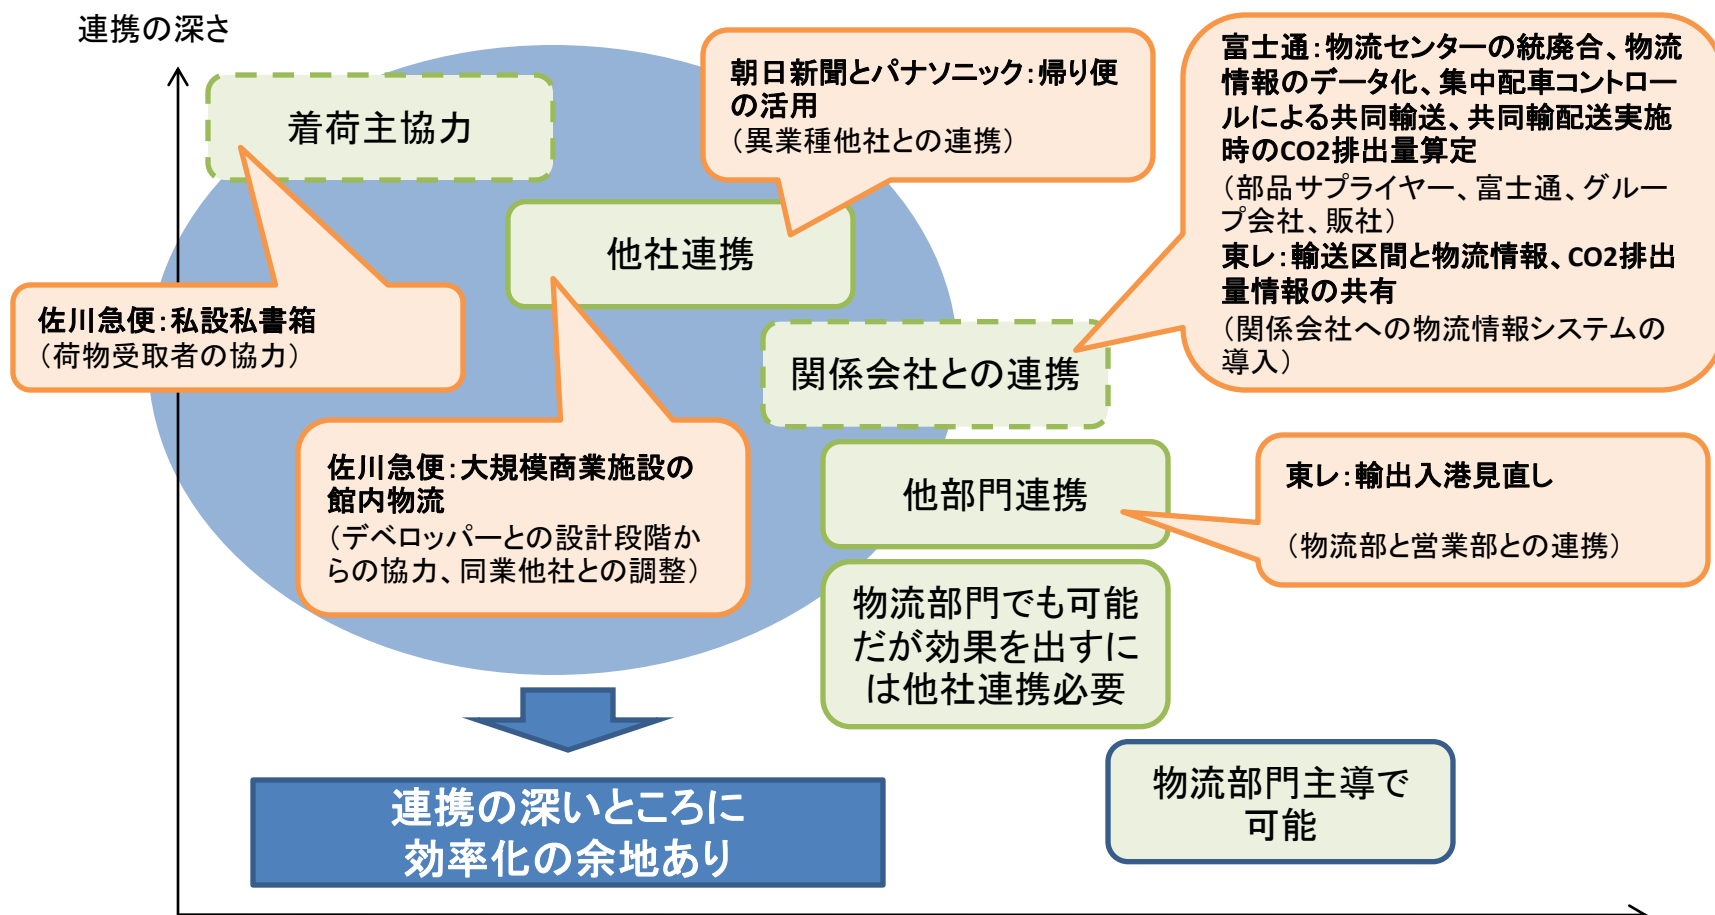 連携の深さ
着荷主協力
朝日新聞とパナソニック：帰り便
の活用
（異業種他社との連携）
富士通：物流センターの統廃合、物流
情報のデータ化、集中配車コントロー
ルによる共同輸送、共同輸配送実施
時のCO2排出量算定
（部品サプライヤー、富士通、グルー
プ会社、販社）
東レ：輸送区間と物流情報、CO2排出
量情報の共有
（関係会社への物流情報システムの
導入）
他社連携
佐川急便：私設私書箱
（荷物受取者の協力）
関係会社との連携
佐川急便：大規模商業施設の
館内物流
（デベロッパーとの設計段階か
らの協力、同業他社との調整）
他部門連携
東レ：輸出入港見直し
（物流部と営業部との連携）
物流部門でも可能
だが効果を出すに
は他社連携必要
物流部門主導で
可能
連携の深いところに
効率化の余地あり